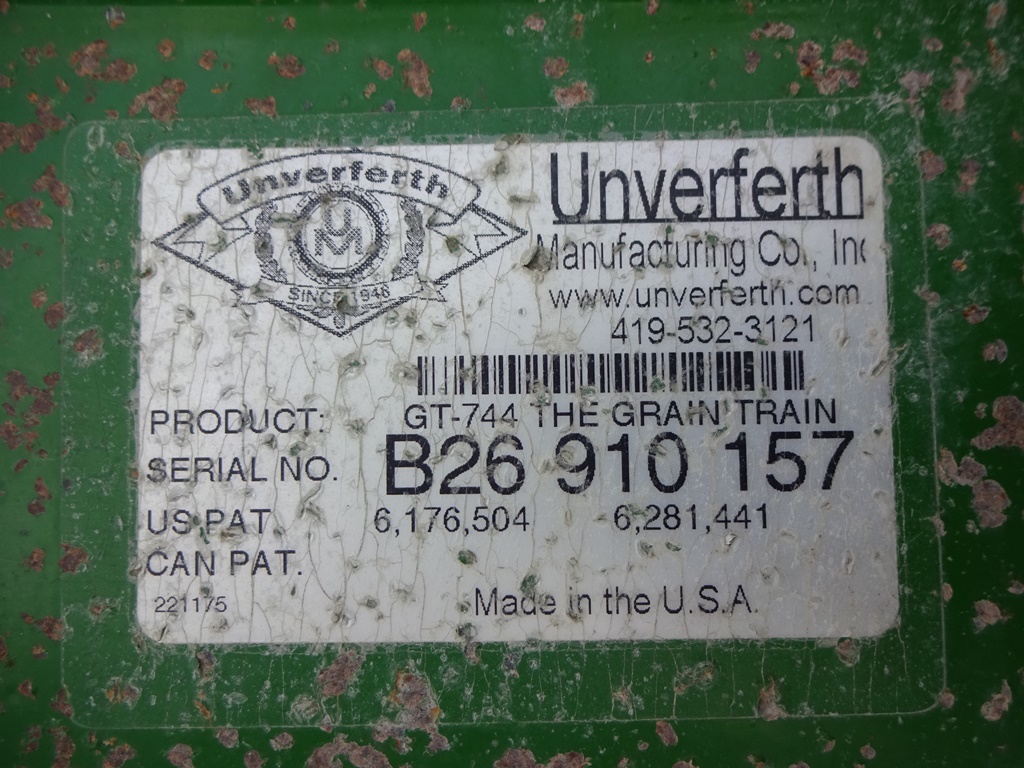 Unverferth
UM
SINCE 1948
Unverferth
Manufacturing Co., Inc
www.unverferth.com
419-532-3121
PRODUCT: GT-744 THE GRAIN TRAIN
SERIAL NO. B26 910 157
US PAT 6,176,504 6,281,441
CAN PAT.
221175 Made in the U.S.A.